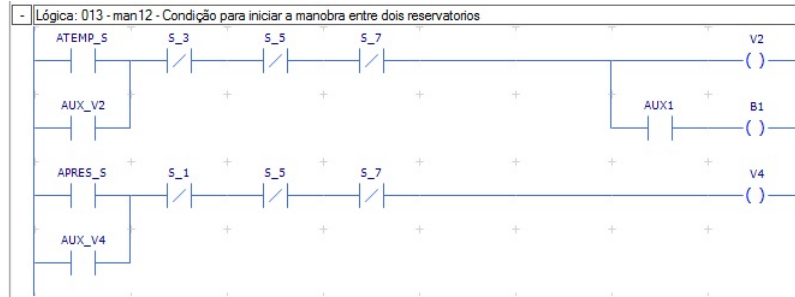 - Lógica: 013 - man12 - Condição para iniciar a manobra entre dois reservatorios
ATEMP_S S_3 S_5 S_7 V2
AUX_V2 AUX1 B1
APRES_S S_1 S_5 S_7 V4
AUX_V4